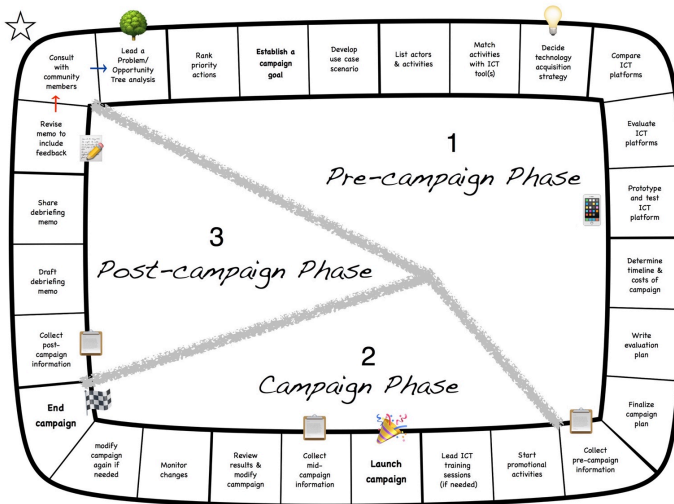 Consult
with
community
members
Lead a
Problem/
Opportunity
Tree analysis
Rank
priority
actions
Establish a
campaign
goal
Develop
use case
scenario
List actors
& activities
Match
activities
with ICT
tool(s)
Decide
technology
acquisition
strategy
Compare
ICT
platforms
Evaluate
ICT
platforms
Prototype
and test
ICT
platform
Determine
timeline &
costs of
campaign
Write
evaluation
plan
Finalize
campaign
plan
Collect
pre-campaign
information
Start
promotional
activities
Lead ICT
training
sessions
(if needed)
Launch
campaign
Collect
mid-
campaign
information
Review
results &
modify
cammpaign
Monitor
changes
modify
campaign
again if
needed
End
campaign
Collect
post-
campaign
information
Draft
debriefing
memo
Share
debriefing
memo
Revise
memo to
include
feedback
1
Pre-campaign Phase
2
Campaign Phase
3
Post-campaign Phase